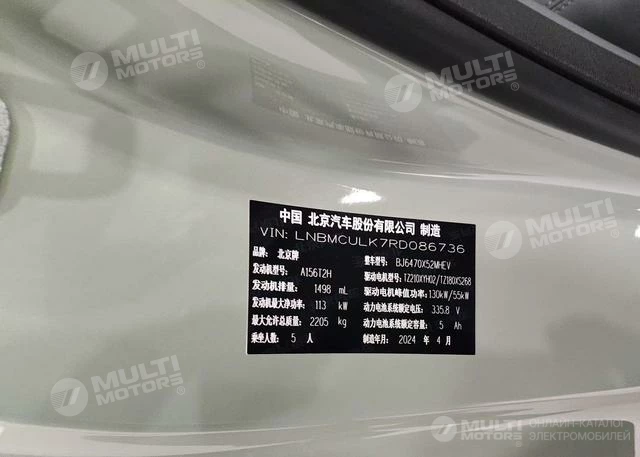 MULTI
MOTORS
MULTI
MOTORS
MULTI
MOTORS
中国 北京汽车股份有限公司 制造
VIN: LNBMCULK7RD086736
品牌: 北京牌 整车型号: BJ6470X52MHEV
发动机型号: A156T2H 驱动电机型号: TZ210XYH02/TZ180XS268
发动机排量: 1498 mL 驱动电机峰值功率: 130kW/55kW
发动机最大净功率: 113 kW 动力电池系统额定电压: 335.8 V
最大允许总质量: 2205 kg 动力电池系统额定容量: 5 Ah
乘坐人数: 5 人 制造年月: 2024 年 4 月
MULTI
MOTORS
MULTI
MOTORS
ОНЛАЙН-КАТАЛОГ
ЭЛЕКТРОМОБИЛЕЙ